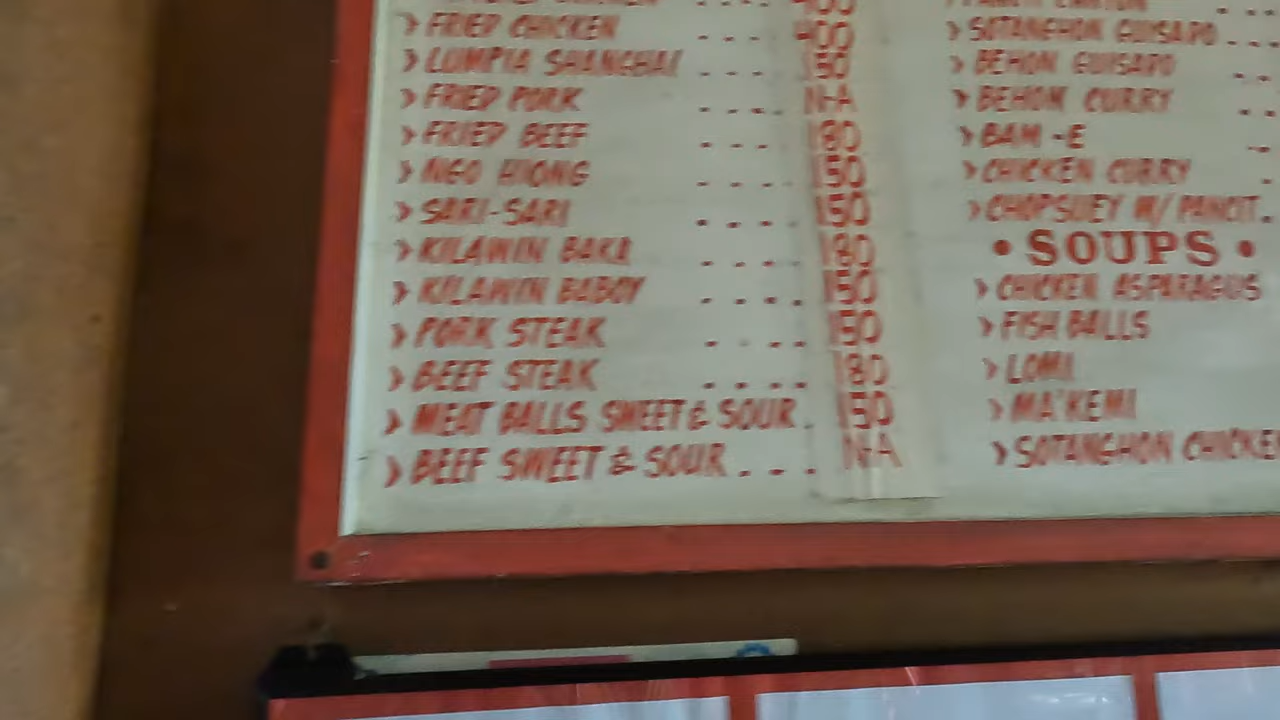 FRIED CHICKEN . . . . 400
LUMPIA SHANGHAI . . . . 150
FRIED PORK . . . . N-A
FRIED BEEF . . . . 180
NGO HIONG . . . . 150
SARI-SARI . . . . 150
KILAWIN BAKA . . . . 180
KILAWIN BABOY . . . . 150
PORK STEAK . . . . 150
BEEF STEAK . . . . 180
MEAT BALLS SWEET & SOUR . 150
BEEF SWEET & SOUR . . . N-A
SOTANGHON GUISADO . . .
BEHON GUISADO . .
BEHON CURRY . .
BAM-E . .
CHICKEN CURRY .
CHOPSUEY W/ PANCIT .
• SOUPS •
CHICKEN ASPARAGUS
FISH BALLS
LOMI
MA'KEMI
SOTANGHON CHICKEN